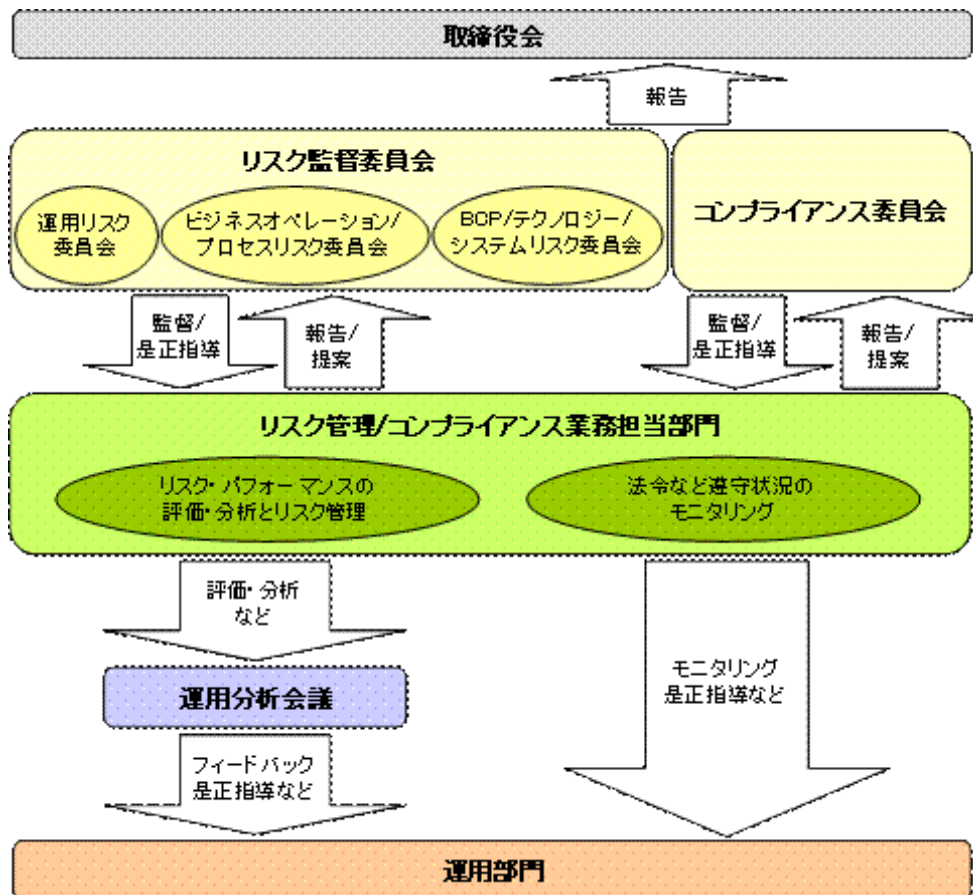 取締役会
報告
リスク監督委員会
運用リスク
委員会
ビジネスオペレーション/
プロセスリスク委員会
BCP/テクノロジー/
システムリスク委員会
コンプライアンス委員会
監督/
是正指導
報告/
提案
監督/
是正指導
報告/
提案
リスク管理/コンプライアンス業務担当部門
リスク・パフォーマンスの
評価・分析とリスク管理
法令など遵守状況の
モニタリング
評価・分析
など
運用分析会議
フィードバック
是正指導など
モニタリング
是正指導など
運用部門